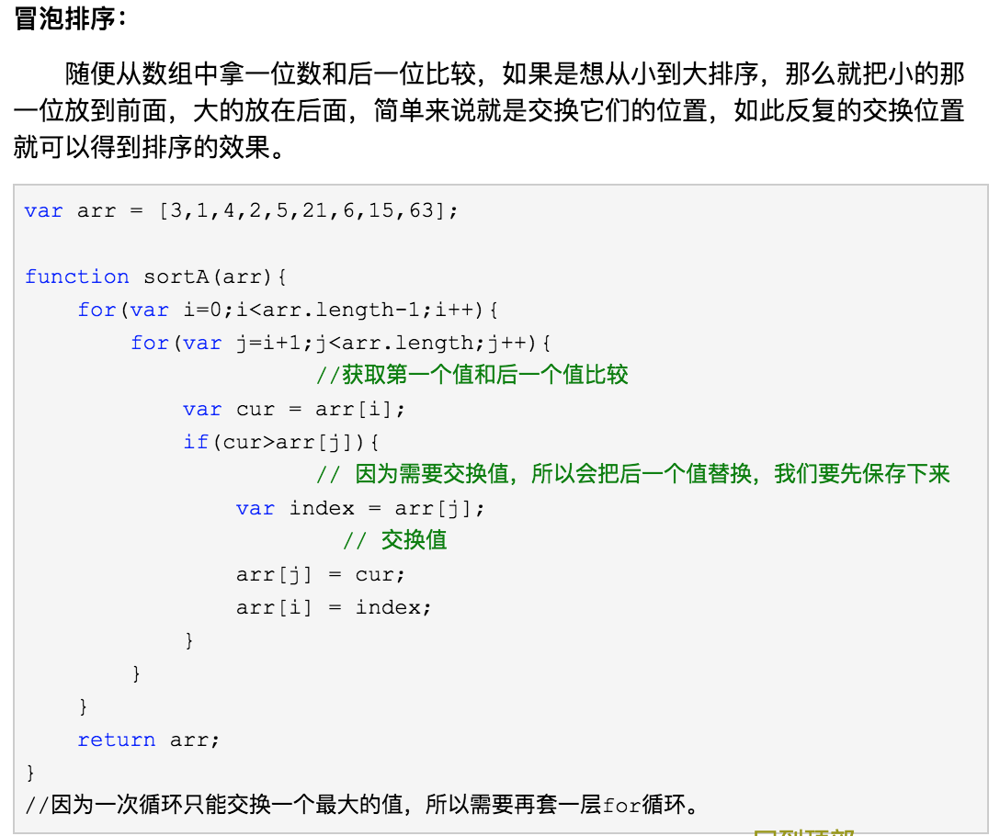 冒泡排序：
随便从数组中拿一位数和后一位比较，如果是想从小到大排序，那么就把小的那
一位放到前面，大的放在后面，简单来说就是交换它们的位置，如此反复的交换位置
就可以得到排序的效果。
var arr = [3,1,4,2,5,21,6,15,63];
function sortA(arr){
for(var i=0;i<arr.length-1;i++){
for(var j=i+1;j<arr.length;j++){
//获取第一个值和后一个值比较
var cur = arr[i];
if(cur>arr[j]){
// 因为需要交换值，所以会把后一个值替换，我们要先保存下来
var index = arr[j];
// 交换值
arr[j] = cur;
arr[i] = index;
}
}
}
return arr;
}
//因为一次循环只能交换一个最大的值，所以需要再套一层for循环。